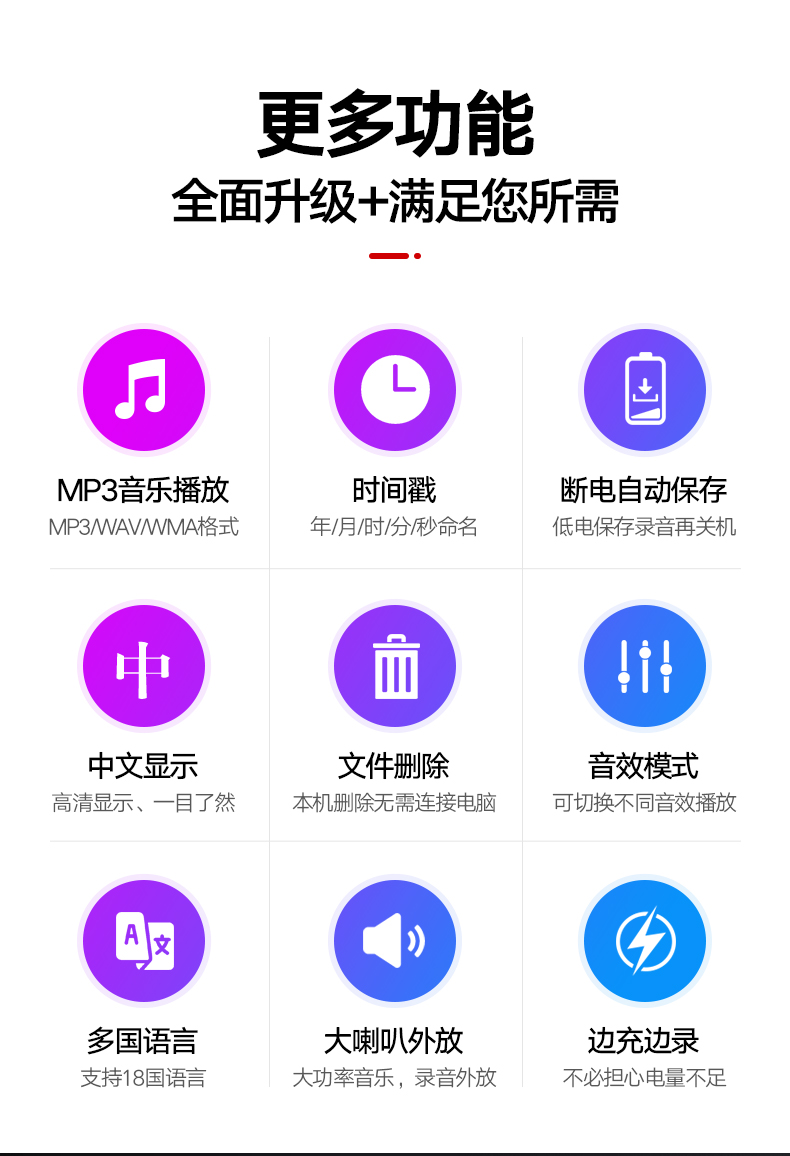 更多功能
全面升级+满足您所需
MP3音乐播放
MP3/WAV/WMA格式
时间戳
年/月/时/分/秒命名
断电自动保存
低电保存录音再关机
中
中文显示
高清显示、一目了然
文件删除
本机删除无需连接电脑
音效模式
可切换不同音效播放
A 文
多国语言
支持18国语言
大喇叭外放
大功率音乐，录音外放
边充边录
不必担心电量不足